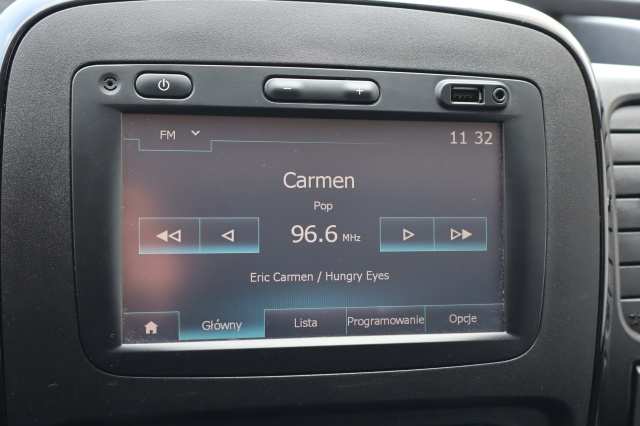 FM
11 32
Carmen
Pop
96.6 MHz
Eric Carmen / Hungry Eyes
Główny
Lista
Programowanie
Opcje